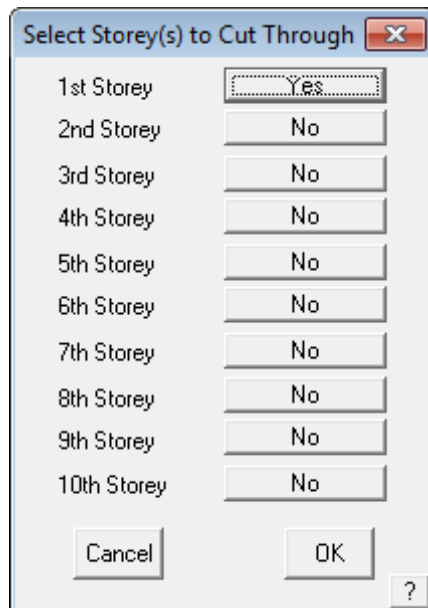 Select Storey(s) to Cut Through
1st Storey Yes
2nd Storey No
3rd Storey No
4th Storey No
5th Storey No
6th Storey No
7th Storey No
8th Storey No
9th Storey No
10th Storey No
Cancel OK
?